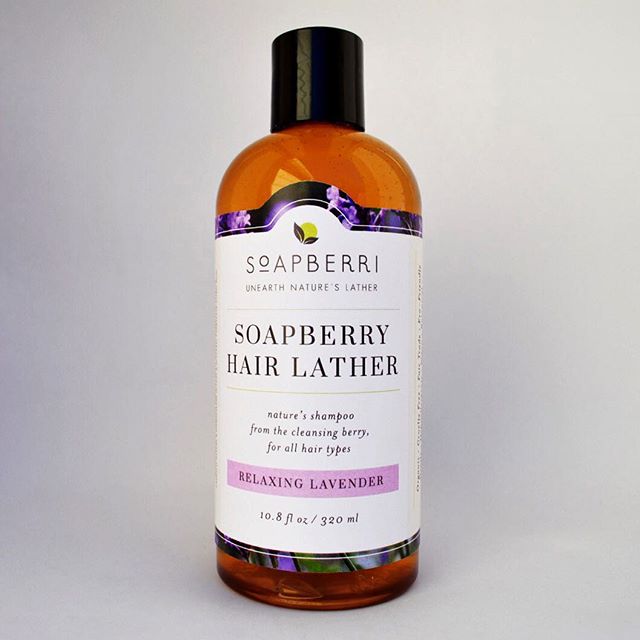 SOAPBERRI
UNEARTH NATURE'S LATHER
SOAPBERRY
HAIR LATHER
nature's shampoo
from the cleansing berry,
for all hair types
RELAXING LAVENDER
10.8 fl oz / 320 ml